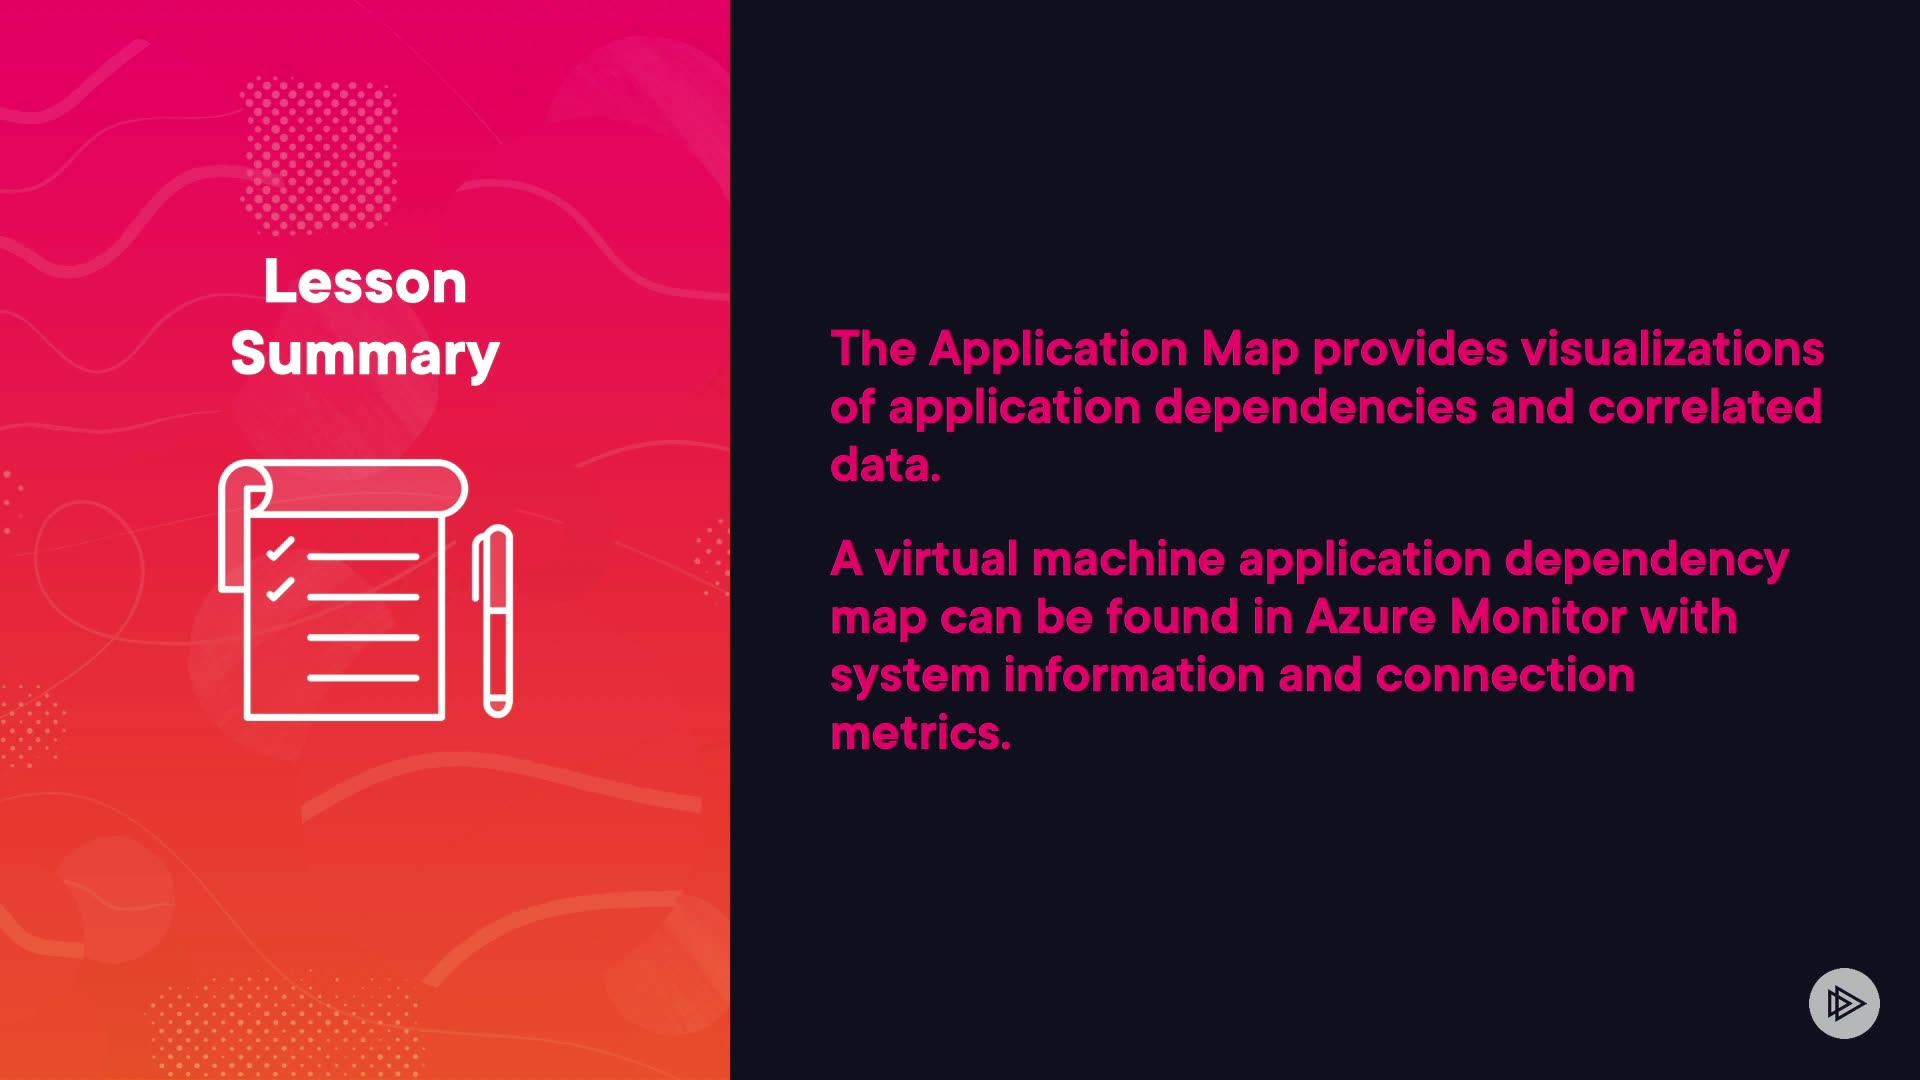 Lesson
Summary
The Application Map provides visualizations
of application dependencies and correlated
data.
A virtual machine application dependency
map can be found in Azure Monitor with
system information and connection
metrics.